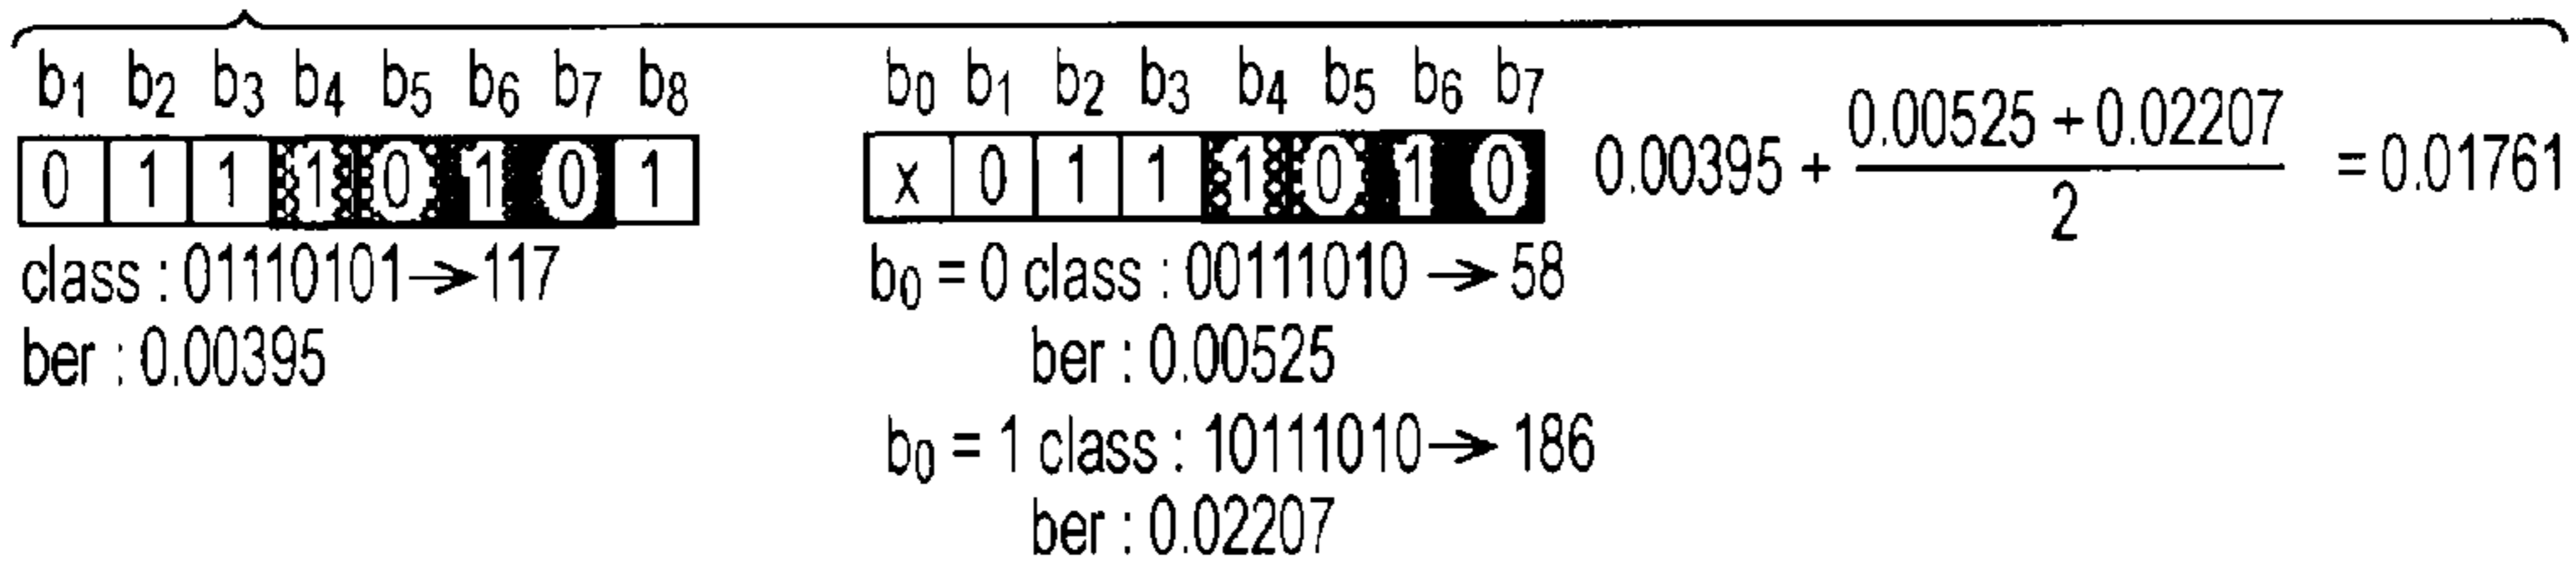 b1 b2 b3 b4 b5 b6 b7 b8
0 1 1 1 0 1 0 1
class : 01110101→117
ber : 0.00395
b0 b1 b2 b3 b4 b5 b6 b7
x 0 1 1 1 0 1 0
b0 = 0 class : 00111010 → 58
ber : 0.00525
b0 = 1 class : 10111010→ 186
ber : 0.02207
0.00525 + 0.02207
0.00395 + ─ = 0.01761
2